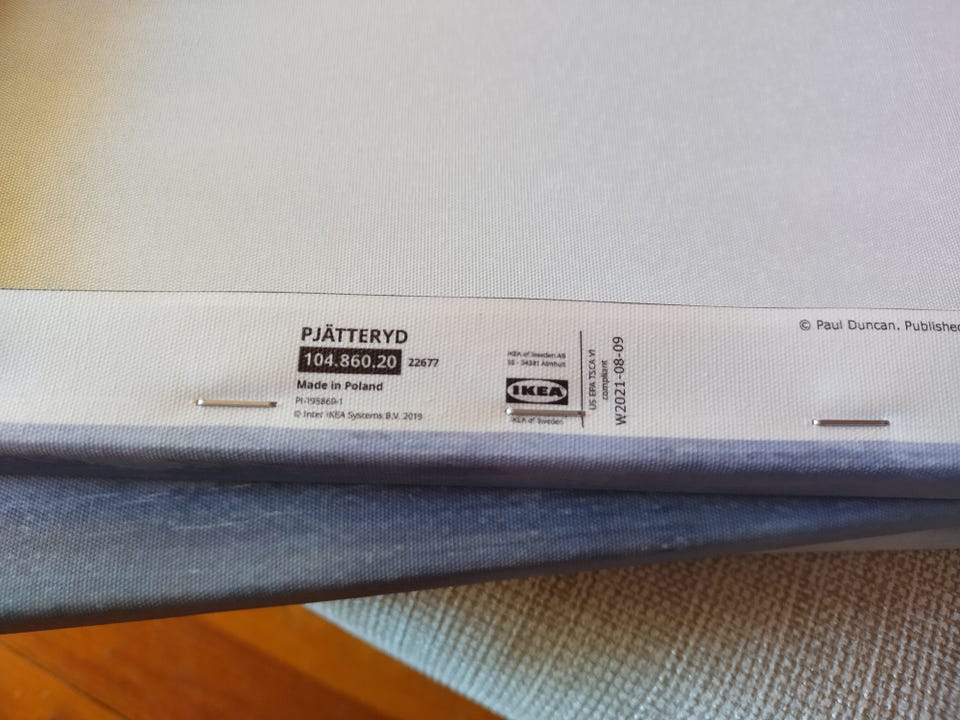 PJÄTTERYD
104.860.20 22677
Made in Poland
PI-195869-1
© Inter IKEA Systems B.V. 2019
IKEA of Sweden AB
SE - 34381 Älmhult
IKEA
IKEA of Sweden
US EPA TSCA VI
compliant
W2021-08-09
© Paul Duncan, Published